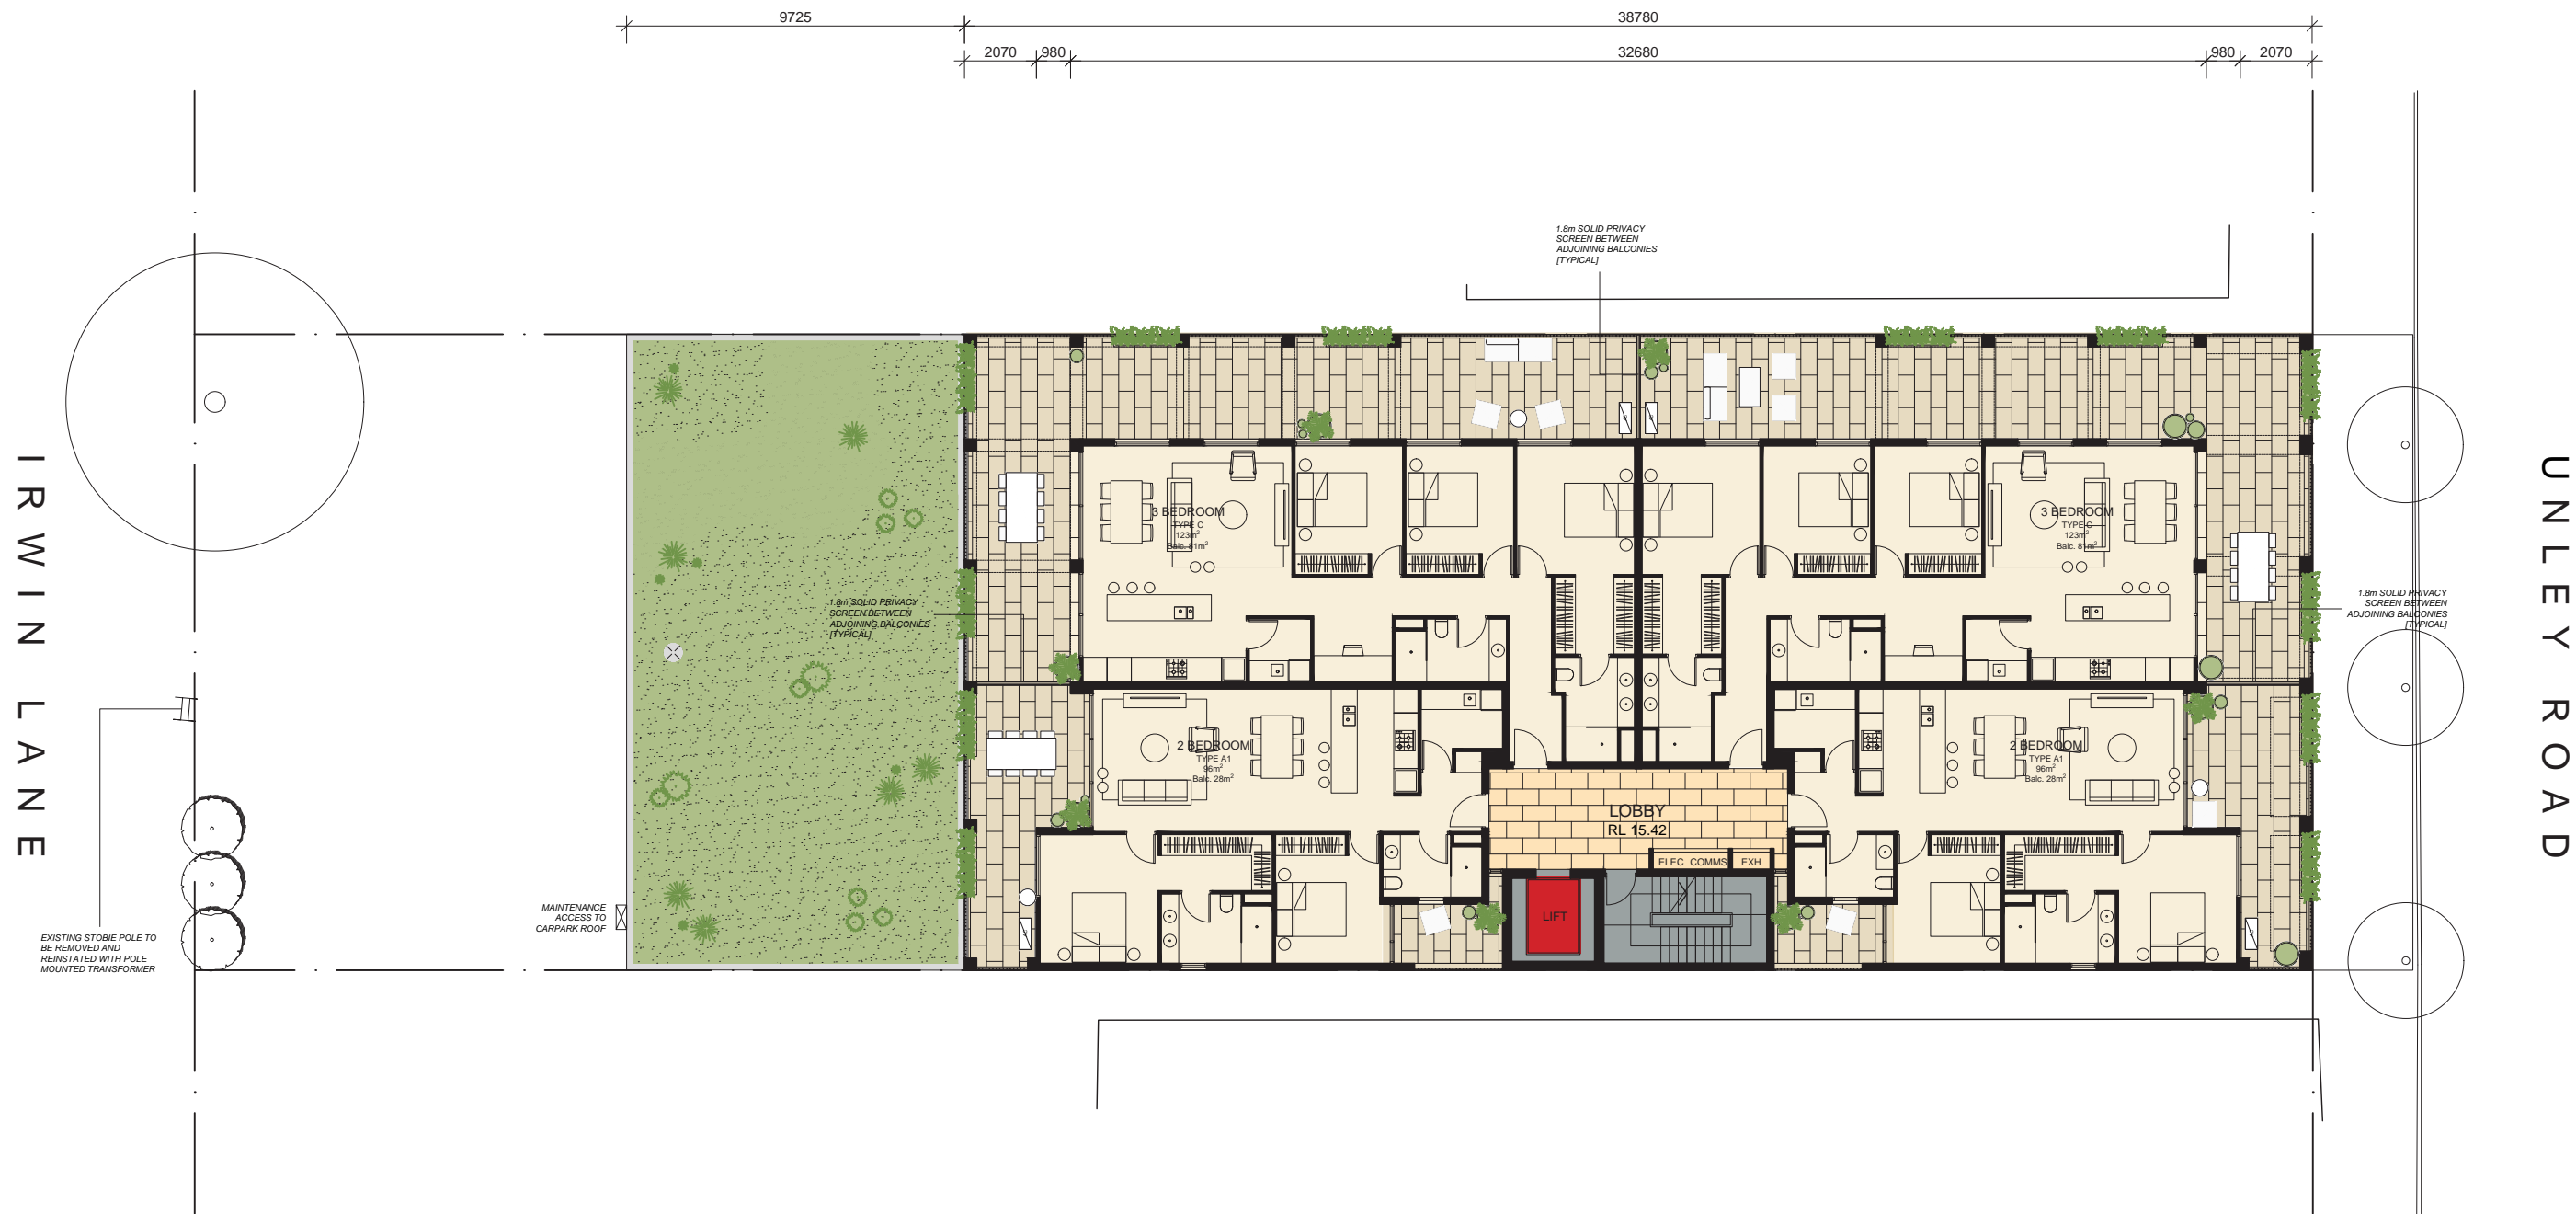 9725
38780
2070
980
32680
980
2070
1.8m SOLID PRIVACY
SCREEN BETWEEN
ADJOINING BALCONIES
[TYPICAL]
IRWIN LANE
UNLEY ROAD
3 BEDROOM
TYPE C
123m²
Balc. 81m²
3 BEDROOM
TYPE C
123m²
Balc. 81m²
1.8m SOLID PRIVACY
SCREEN BETWEEN
ADJOINING BALCONIES
[TYPICAL]
1.8m SOLID PRIVACY
SCREEN BETWEEN
ADJOINING BALCONIES
[TYPICAL]
2 BEDROOM
TYPE A1
96m²
Balc. 28m²
2 BEDROOM
TYPE A1
96m²
Balc. 28m²
LOBBY
RL 15.42
ELEC COMMS EXH
LIFT
MAINTENANCE
ACCESS TO
CARPARK ROOF
EXISTING STOBIE POLE TO
BE REMOVED AND
REINSTATED WITH POLE
MOUNTED TRANSFORMER